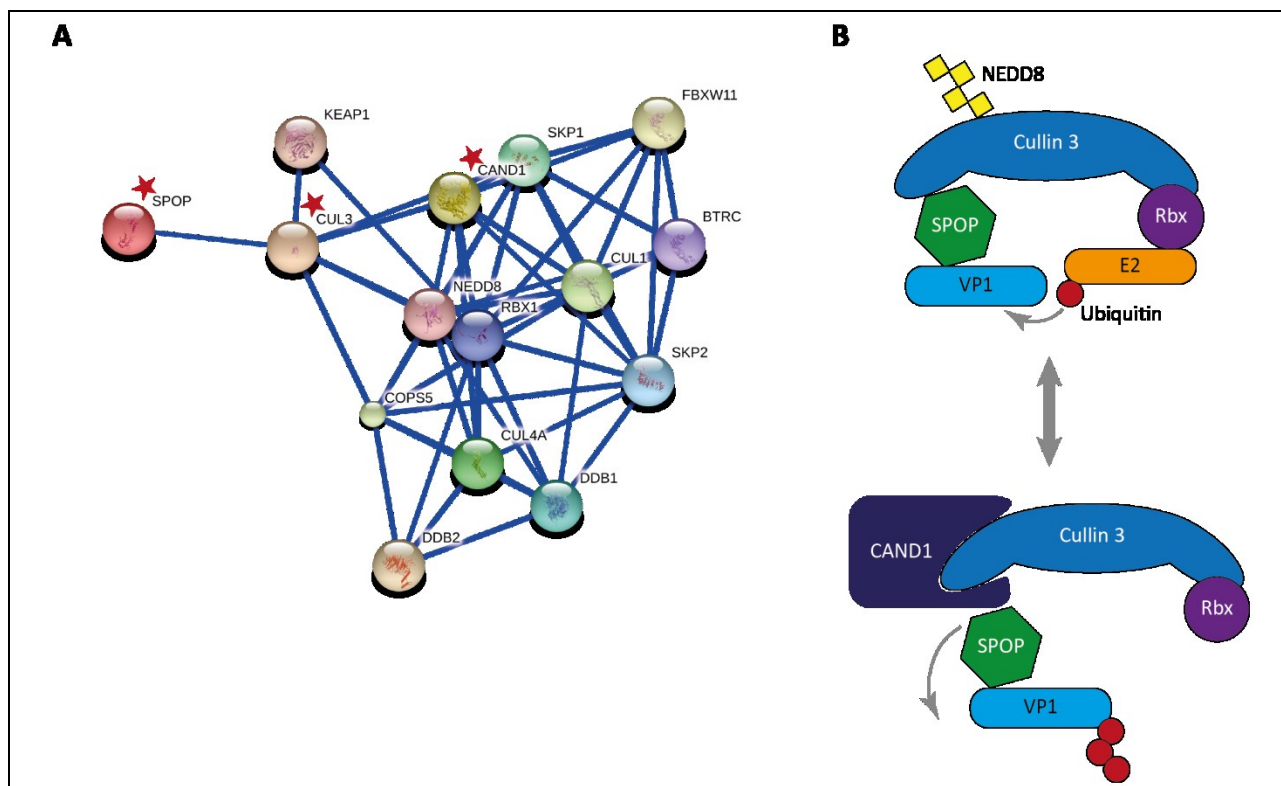 A
KEAP1
SPOP
CUL3
CAND1
SKP1
FBXW11
BTRC
CUL1
NEDD8
RBX1
SKP2
COPS5
CUL4A
DDB1
DDB2
B
NEDD8
Cullin 3
SPOP
Rbx
VP1
E2
Ubiquitin
CAND1
Cullin 3
Rbx
SPOP
VP1